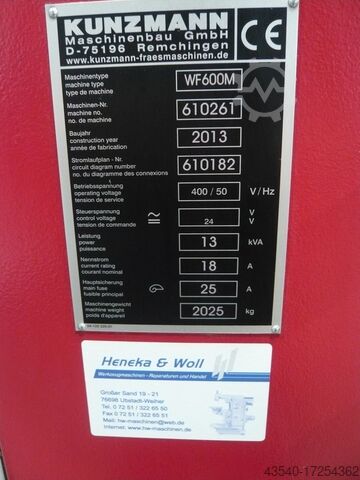 KUNZMANN
Maschinenbau GmbH
D-75196 Remchingen
www.kunzmann-fraesmaschinen.de
CE
Maschinentype
machine type
type de machine
WF600M
Maschinen-Nr.
machine no.
no. de machine
610261
Baujahr
construction year
année de fabrication
2013
Stromlaufplan - Nr.
circuit diagram number
no. du diagramme des connexions
610182
Betriebsspannung
operating voltage
tension de service
400 / 50 V/Hz
Steuerspannung
control voltage
tension de commande
24
V
V
Leistung
power
puissance
13 kVA
Nennstrom
current rating
courant nominal
18 A
Hauptsicherung
main fuse
fusible principal
25 A
Maschinengewicht
machine weight
poids d'appareil
2025 kg
HENEKA & WOLL
Werkzeugmaschinen - Reparaturen und Handel
Großer Sand 19 - 21
76698 Ubstadt-Weiher
Tel. 0 72 51 / 322 65 50
Fax 0 72 51 / 322 65 51
Mail: hw-maschinen@web.de
Internet: www.hw-maschinen.de
43540-17254362